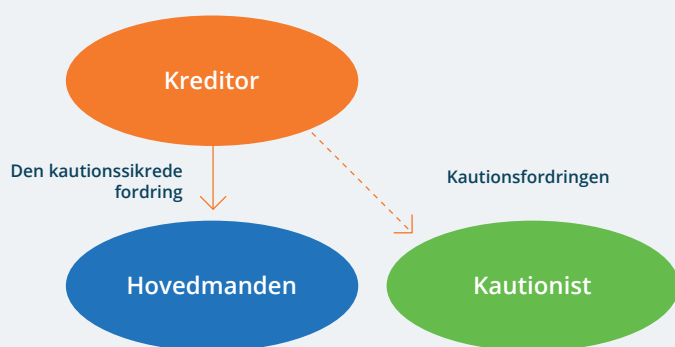 Kreditor
Den kautionssikrede
fordring
Kautionsfordringen
Hovedmanden
Kautionist